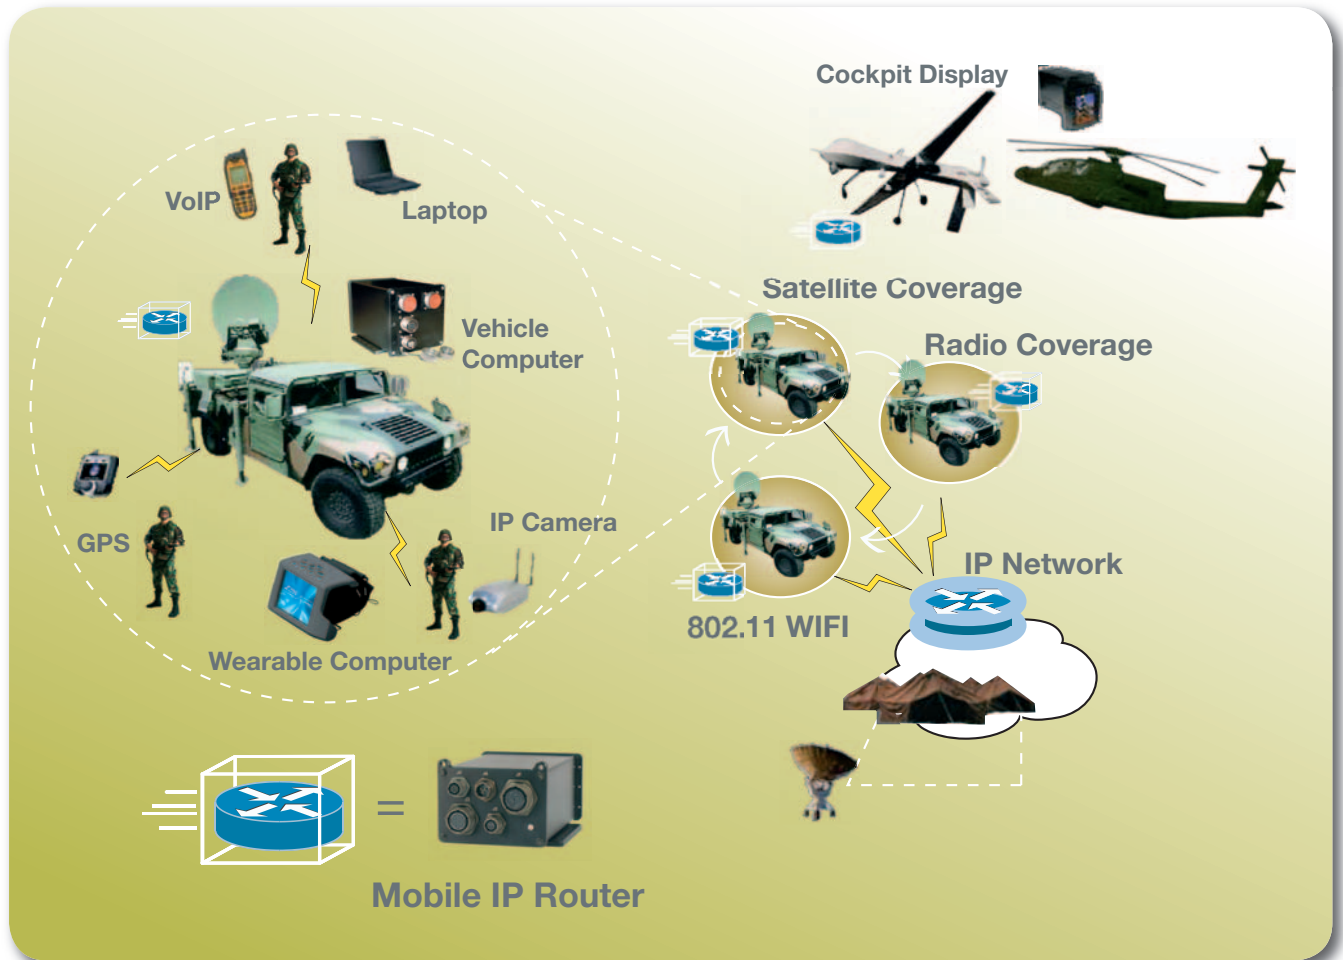 Cockpit Display
VoIP
Laptop
Satellite Coverage
Vehicle
Computer
Radio Coverage
IP Camera
GPS
IP Network
802.11 WIFI
Wearable Computer
=
Mobile IP Router